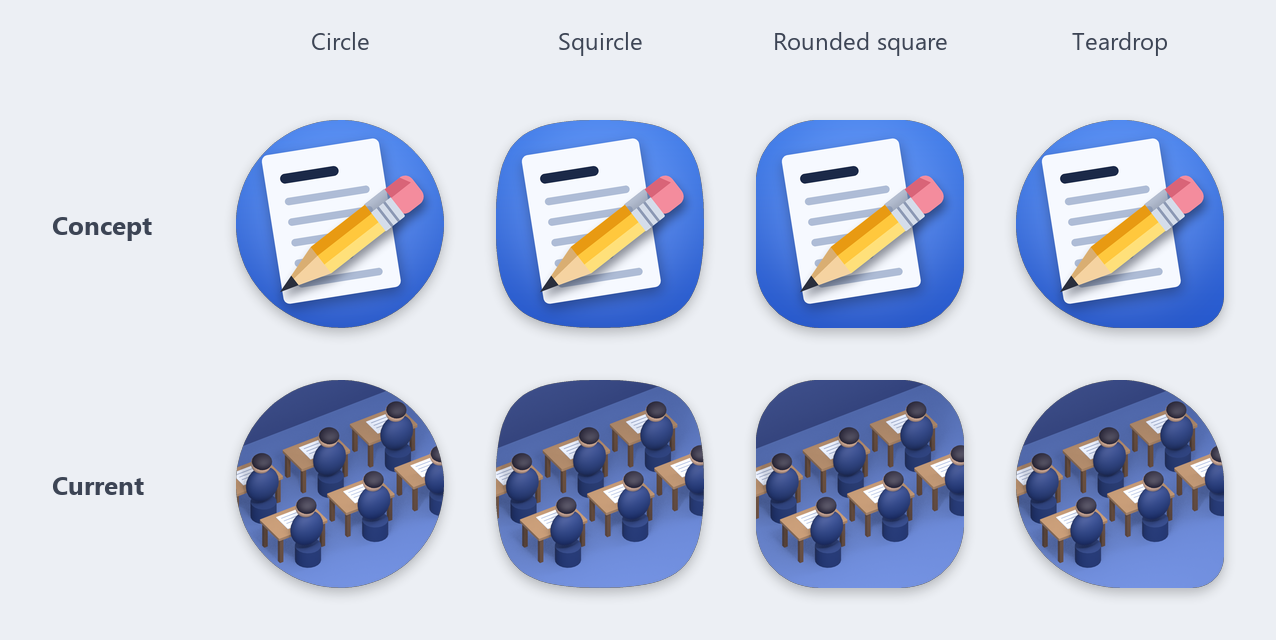 Circle
Squircle
Rounded square
Teardrop
Concept
Current